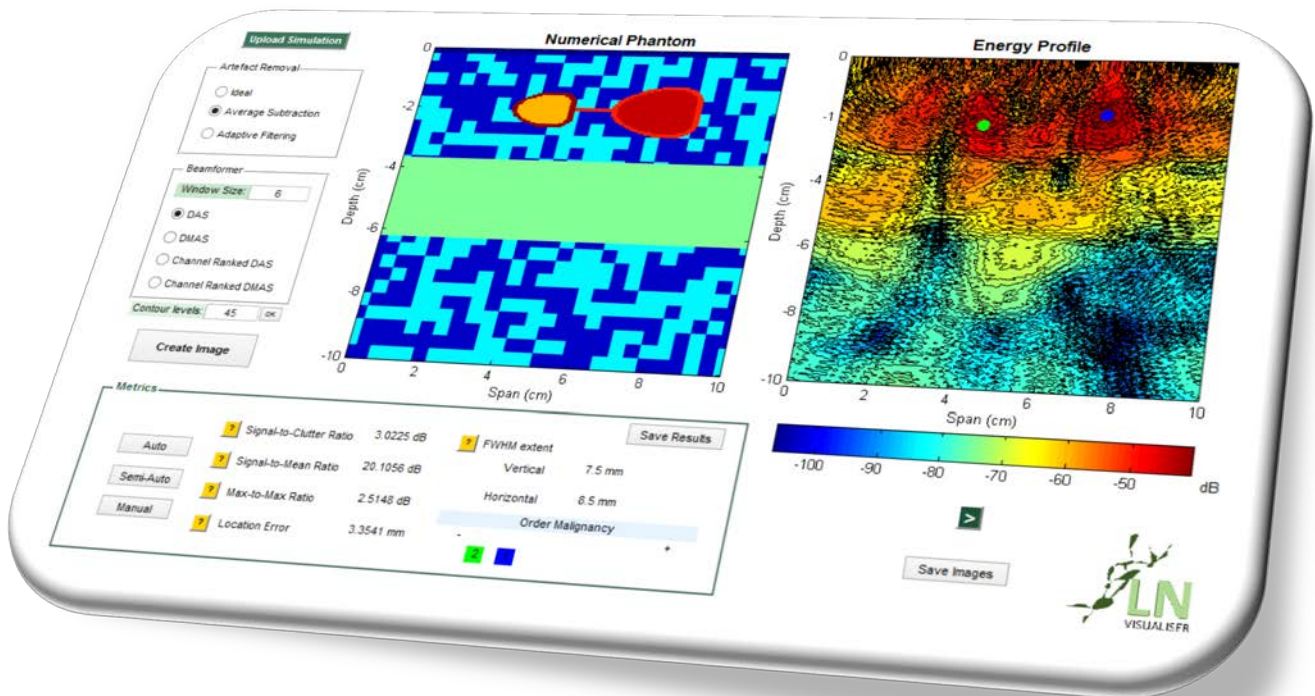 Upload Simulation
Artefact Removal
Ideal
Average Subtraction
Adaptive Filtering
Beamformer
Window Size: 6
DAS
DMAS
Channel Ranked DAS
Channel Ranked DMAS
Contour levels: 45 OK
Create Image
Numerical Phantom
0
-2
-4
-6
-8
-10
Depth (cm)
0 2 4 6 8 10
Span (cm)
Energy Profile
0
-1
-4
-6
-8
-10
Depth (cm)
2 4 6 8 10
Span (cm)
-100 -90 -80 -70 -60 -50 dB
>
Save Images
Metrics
Auto
Semi-Auto
Manual
? Signal-to-Clutter Ratio 3.0225 dB
? Signal-to-Mean Ratio 20.1056 dB
? Max-to-Max Ratio 2.5148 dB
? Location Error 3.3541 mm
? FWHM extent
Vertical 7.5 mm
Horizontal 8.5 mm
Save Results
Order Malignancy
- +
2
LN
VISUALISER